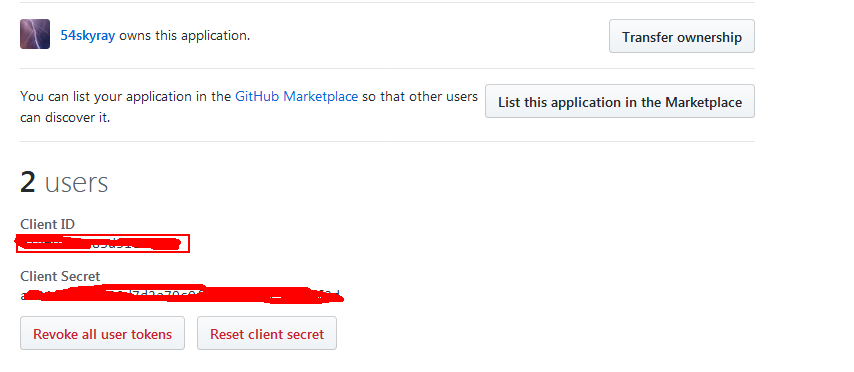 54skyray owns this application.
Transfer ownership
You can list your application in the GitHub Marketplace so that other users
can discover it.
List this application in the Marketplace
2 users
Client ID
Client Secret
Revoke all user tokens
Reset client secret